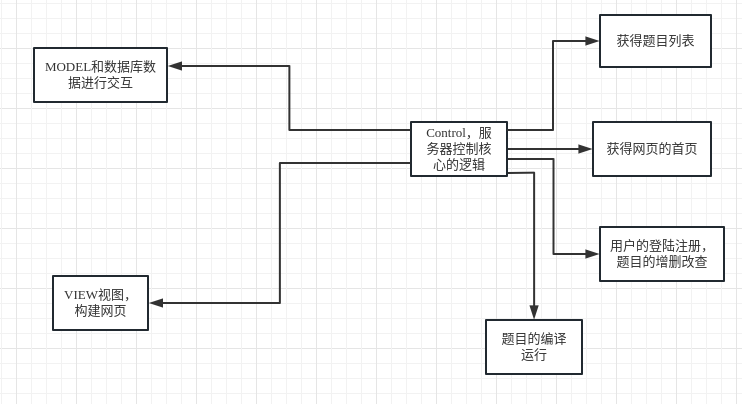 获得题目列表
MODEL和数据库数
据进行交互
Control，服
务器控制核
心的逻辑
获得网页的首页
用户的登陆注册，
题目的增删改查
VIEW视图，
构建网页
题目的编译
运行